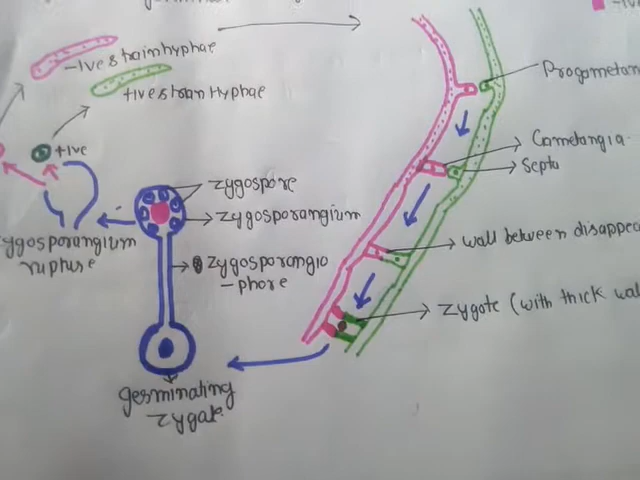 -Ive strain hyphae
+Ive strain hyphae
+Ive
Progametan
Gametangia
Septa
wall between disappea
Zygote (with thick wal
Zygospore
Zygosporangium
Zygosporangio
-phore
ygosporangium
rupture
germinating
Zygote